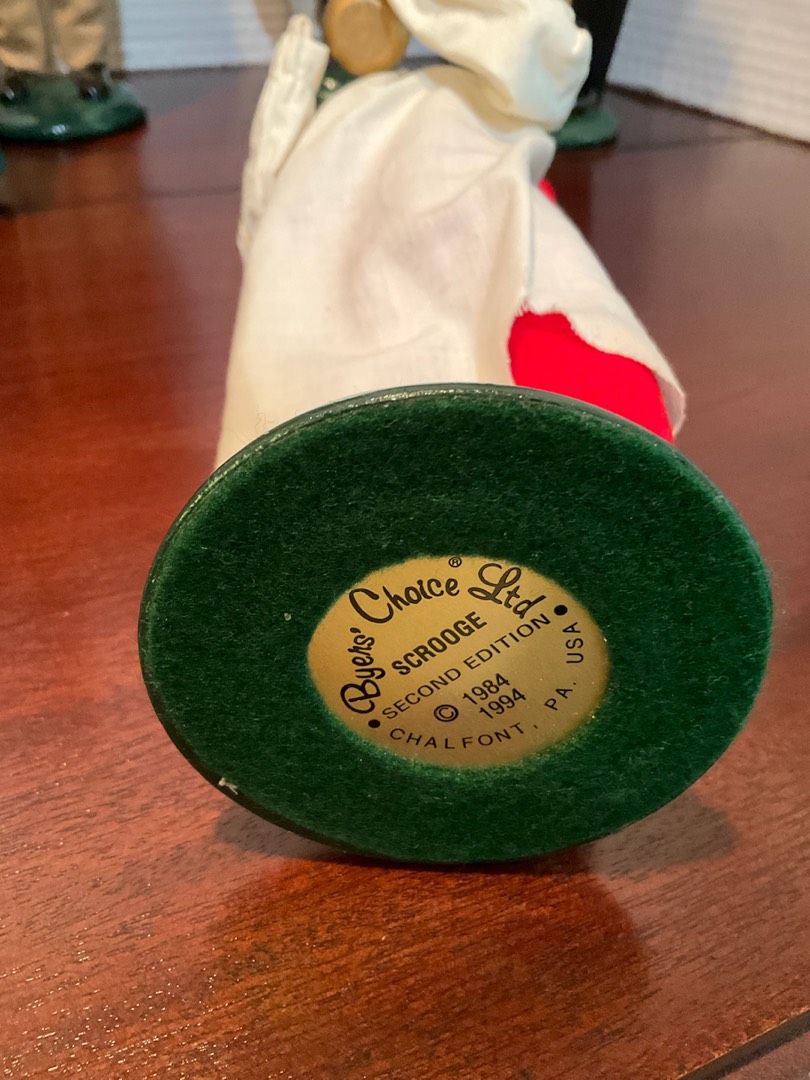 Byers' Choice® Ltd
SCROOGE
SECOND EDITION
© 1984
1994
• CHALFONT, PA. USA •